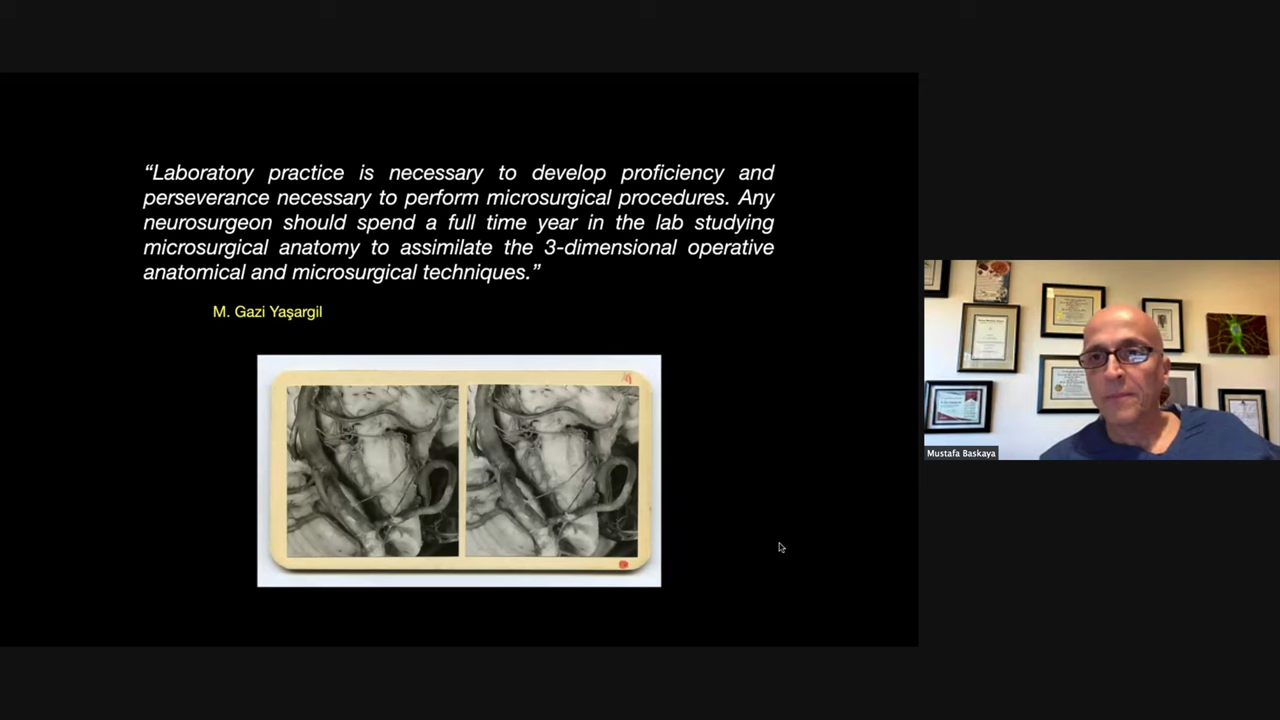 “Laboratory practice is necessary to develop proficiency and
perseverance necessary to perform microsurgical procedures. Any
neurosurgeon should spend a full time year in the lab studying
microsurgical anatomy to assimilate the 3-dimensional operative
anatomical and microsurgical techniques.”
M. Gazi Yaşargil
Mustafa Baskaya